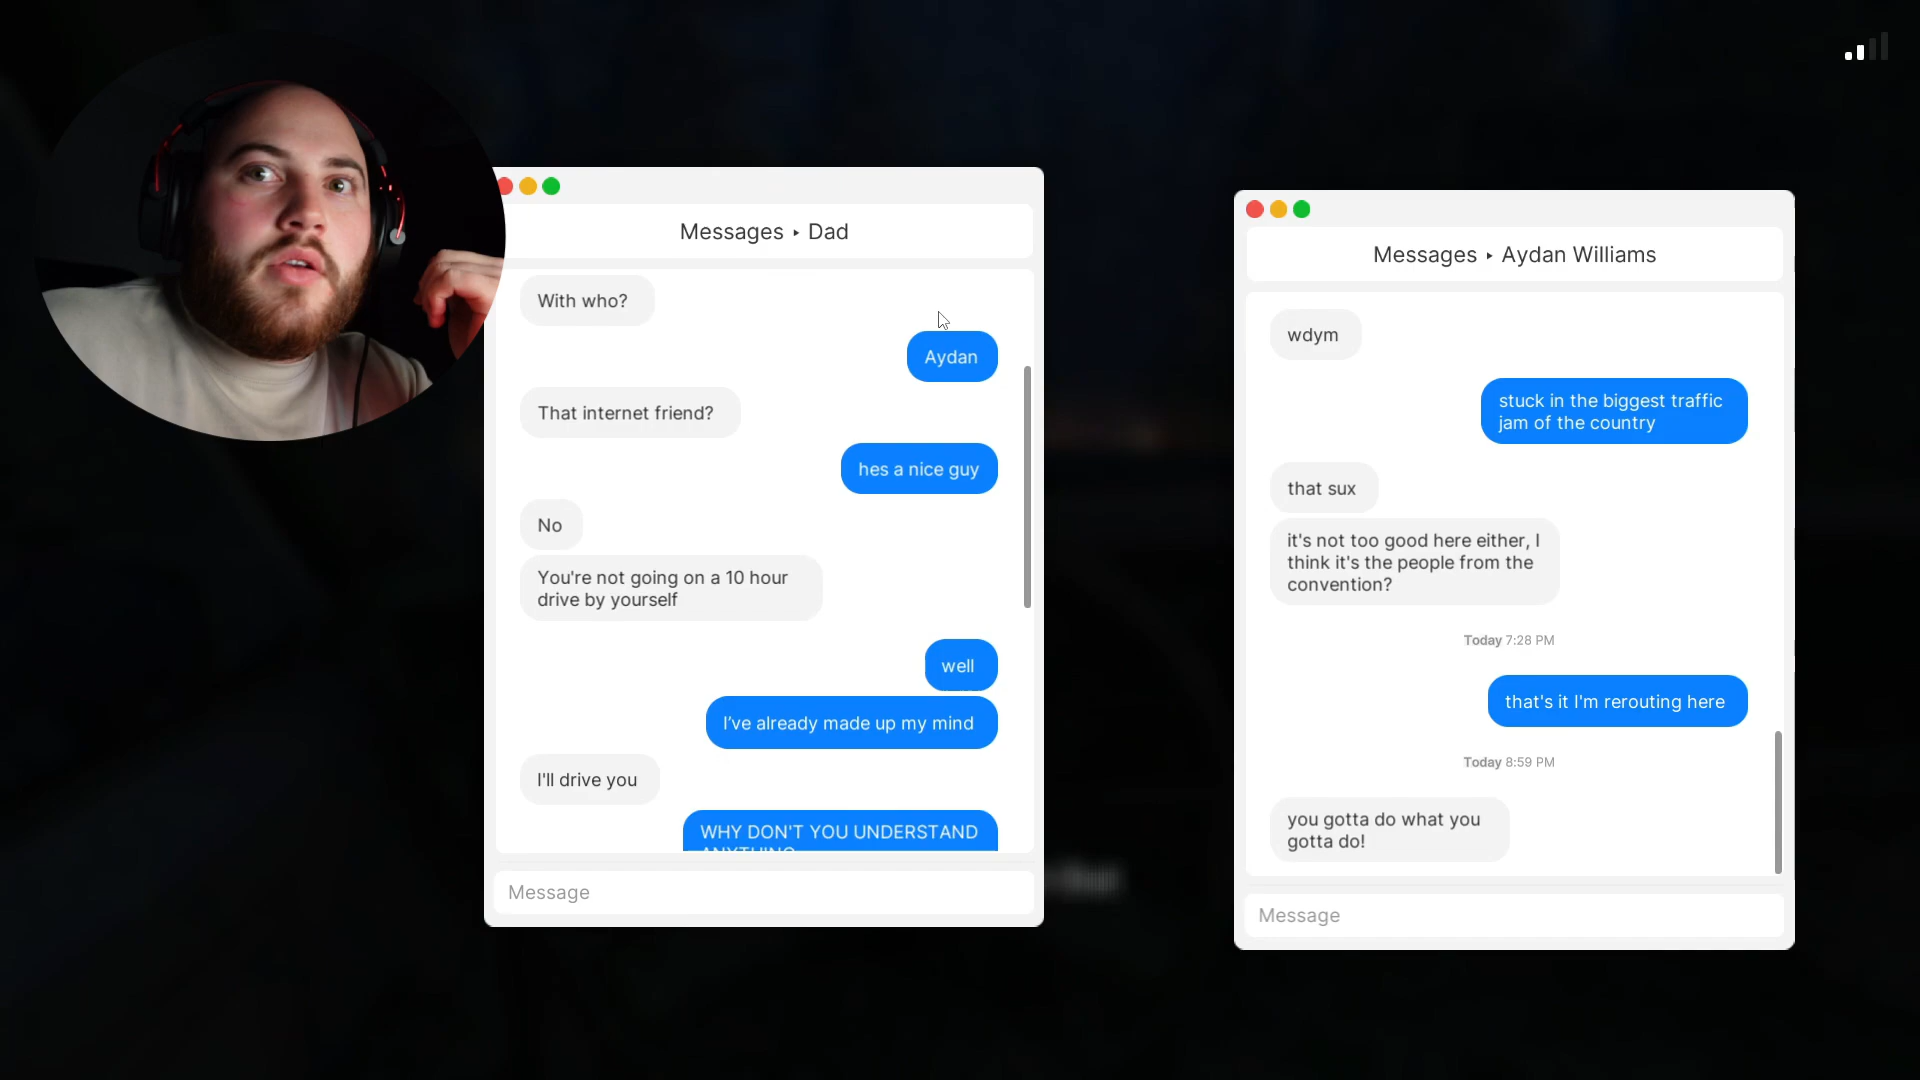 Messages ▸ Dad
With who?
Aydan
That internet friend?
hes a nice guy
No
You're not going on a 10 hour
drive by yourself
well
I've already made up my mind
I'll drive you
WHY DON'T YOU UNDERSTAND
ANYTHING
Message
Messages ▸ Aydan Williams
wdym
stuck in the biggest traffic
jam of the country
that sux
it's not too good here either, I
think it's the people from the
convention?
Today 7:28 PM
that's it I'm rerouting here
Today 8:59 PM
you gotta do what you
gotta do!
Message